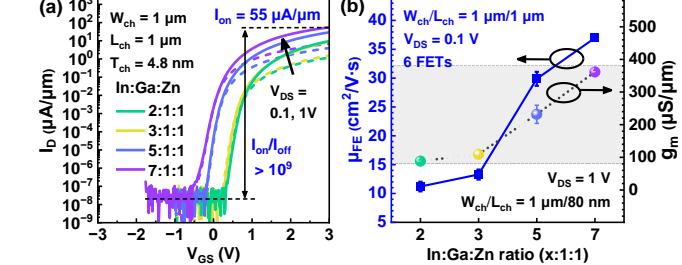 (a)
10³
10²
10¹
10⁰
10⁻¹
10⁻²
10⁻³
10⁻⁴
10⁻⁵
10⁻⁶
10⁻⁷
10⁻⁸
10⁻⁹
I_D (µA/µm)
W_ch = 1 µm
L_ch = 1 µm
T_ch = 4.8 nm
In:Ga:Zn
2:1:1
3:1:1
5:1:1
7:1:1
I_on = 55 µA/µm
V_DS =
0.1, 1V
I_on/I_off
> 10⁹
−3 −2 −1 0 1 2 3
V_GS (V)
(b)
µ_FE (cm²/V·s)
40
35
30
25
20
15
10
5
W_ch/L_ch = 1 µm/1 µm
V_DS = 0.1 V
6 FETs
V_DS = 1 V
W_ch/L_ch = 1 µm/80 nm
500
400
300
200
100
0
g_m (µS/µm)
2 3 5 7
In:Ga:Zn ratio (x:1:1)